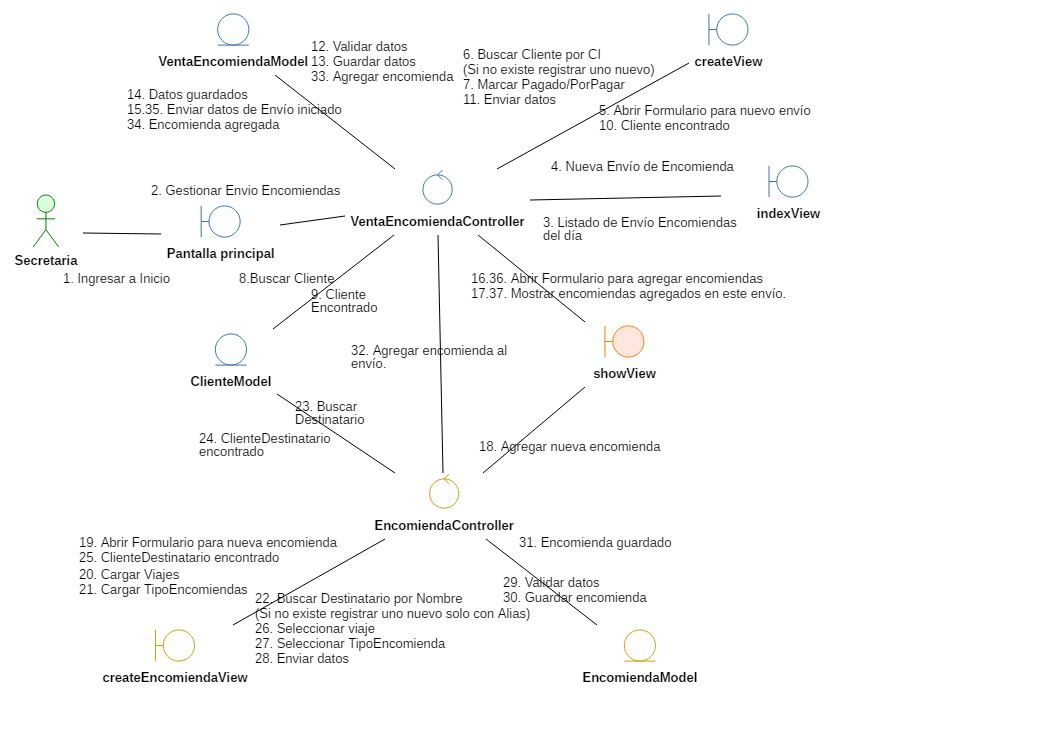 VentaEncomiendaModel
12. Validar datos
13. Guardar datos
33. Agregar encomienda
6. Buscar Cliente por CI
(Si no existe registrar uno nuevo)
7. Marcar Pagado/PorPagar
11. Enviar datos
createView
14. Datos guardados
15.35. Enviar datos de Envío iniciado
34. Encomienda agregada
5. Abrir Formulario para nuevo envío
10. Cliente encontrado
4. Nueva Envío de Encomienda
2. Gestionar Envio Encomiendas
VentaEncomiendaController
indexView
3. Listado de Envío Encomiendas
del día
Pantalla principal
Secretaria
1. Ingresar a Inicio
8.Buscar Cliente
9. Cliente
Encontrado
16.36. Abrir Formulario para agregar encomiendas
17.37. Mostrar encomiendas agregados en este envío.
32. Agregar encomienda al
envío.
ClienteModel
showView
23. Buscar
Destinatario
24. ClienteDestinatario
encontrado
18. Agregar nueva encomienda
EncomiendaController
19. Abrir Formulario para nueva encomienda
25. ClienteDestinatario encontrado
20. Cargar Viajes
21. Cargar TipoEncomiendas
31. Encomienda guardado
29. Validar datos
30. Guardar encomienda
22. Buscar Destinatario por Nombre
(Si no existe registrar uno nuevo solo con Alias)
26. Seleccionar viaje
27. Seleccionar TipoEncomienda
28. Enviar datos
createEncomiendaView
EncomiendaModel